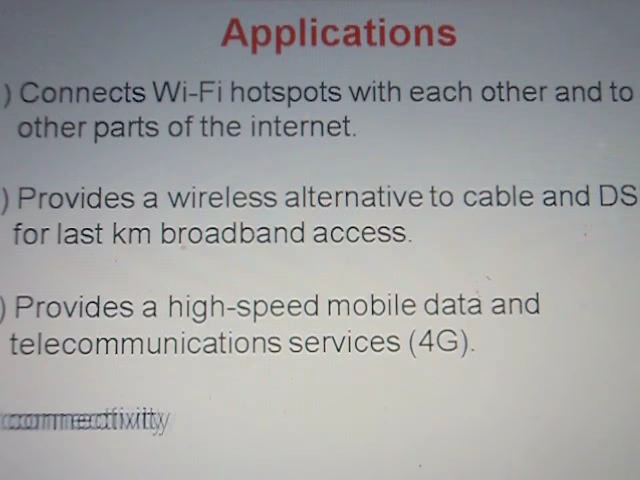 Applications
) Connects Wi-Fi hotspots with each other and to
other parts of the internet.
) Provides a wireless alternative to cable and DS
for last km broadband access.
) Provides a high-speed mobile data and
telecommunications services (4G).
connectivity